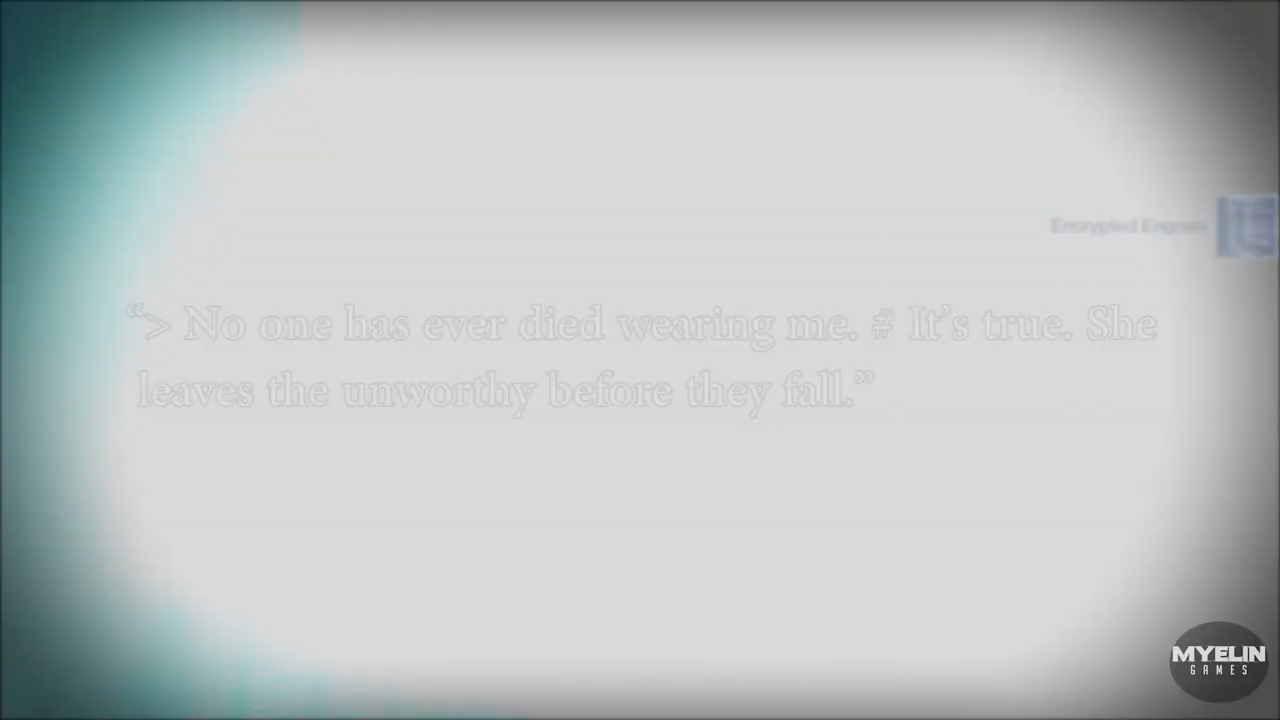 Encrypted Engram
“> No one has ever died wearing me. # It’s true. She
leaves the unworthy before they fall.”
MYELIN
GAMES